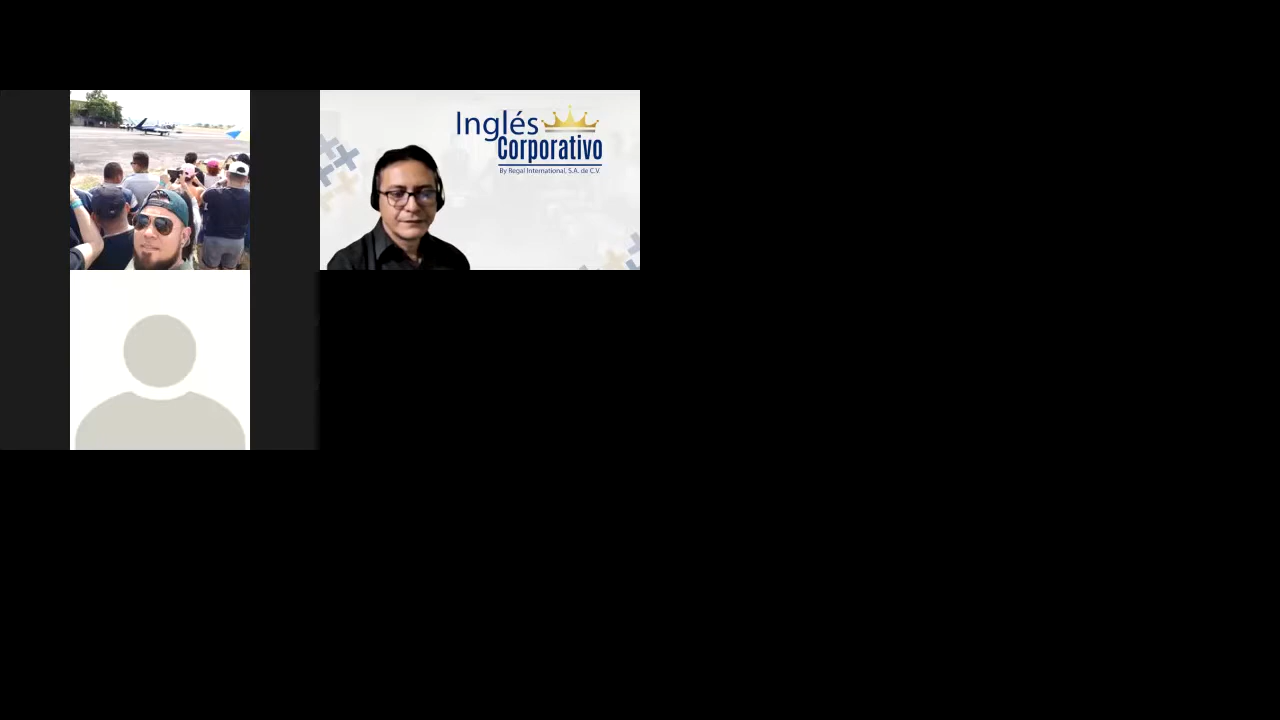 Inglés
Corporativo
By Regal International, S.A. de C.V.